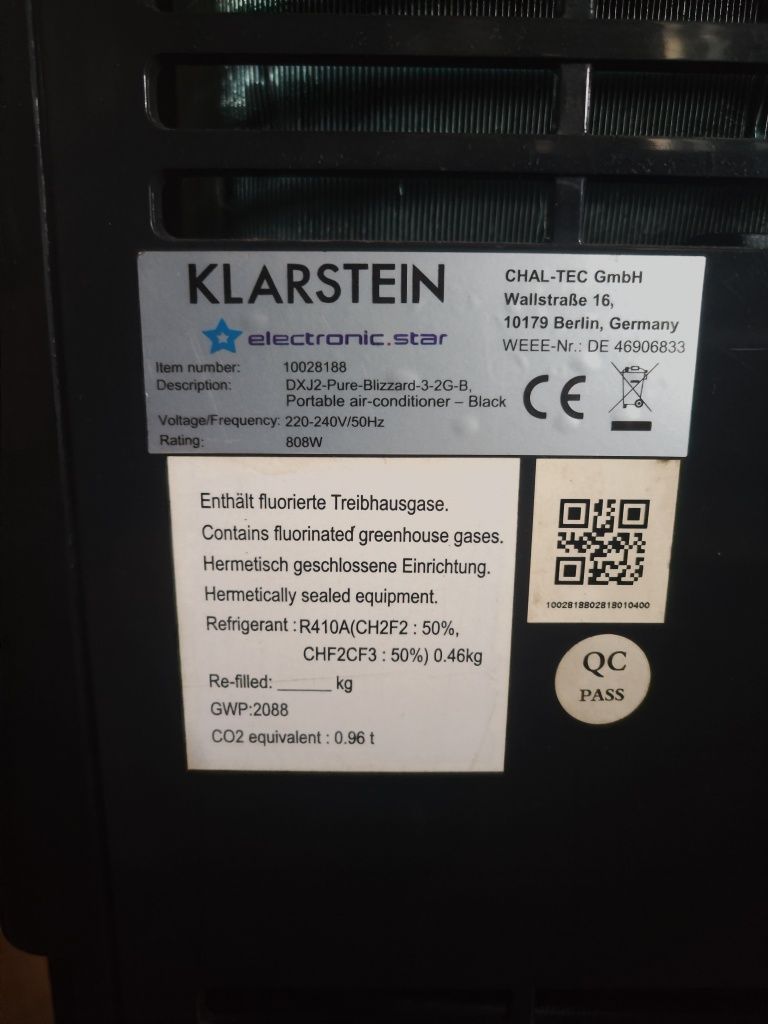 KLARSTEIN
electronic.star
CHAL-TEC GmbH
Wallstraße 16,
10179 Berlin, Germany
WEEE-Nr.: DE 46906833
Item number: 10028188
Description: DXJ2-Pure-Blizzard-3-2G-B,
Portable air-conditioner – Black
Voltage/Frequency: 220-240V/50Hz
Rating: 808W
CE
Enthält fluorierte Treibhausgase.
Contains fluorinated greenhouse gases.
Hermetisch geschlossene Einrichtung.
Hermetically sealed equipment.
Refrigerant : R410A(CH2F2 : 50%,
CHF2CF3 : 50%) 0.46kg
Re-filled: ______ kg
GWP:2088
CO2 equivalent : 0.96 t
1002818802818010400
QC
PASS